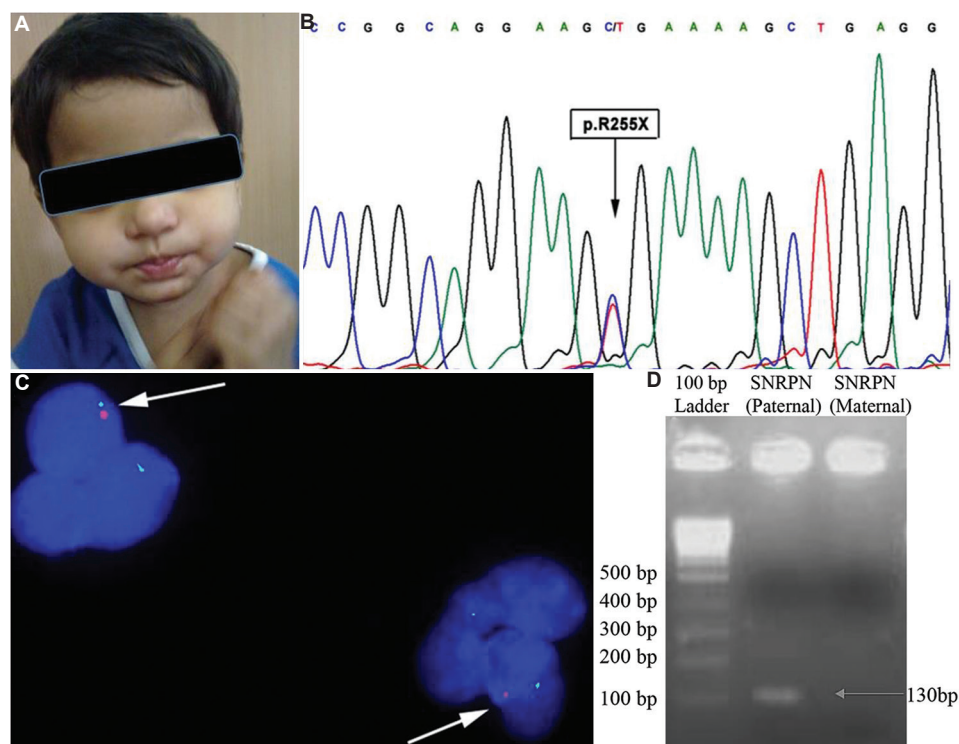 A
B
C C G G C A G G A A G C/T G A A A A G C T G A G G
p.R255X
C
D
100 bp SNRPN SNRPN
Ladder (Paternal) (Maternal)
500 bp
400 bp
300 bp
200 bp
100 bp
130bp